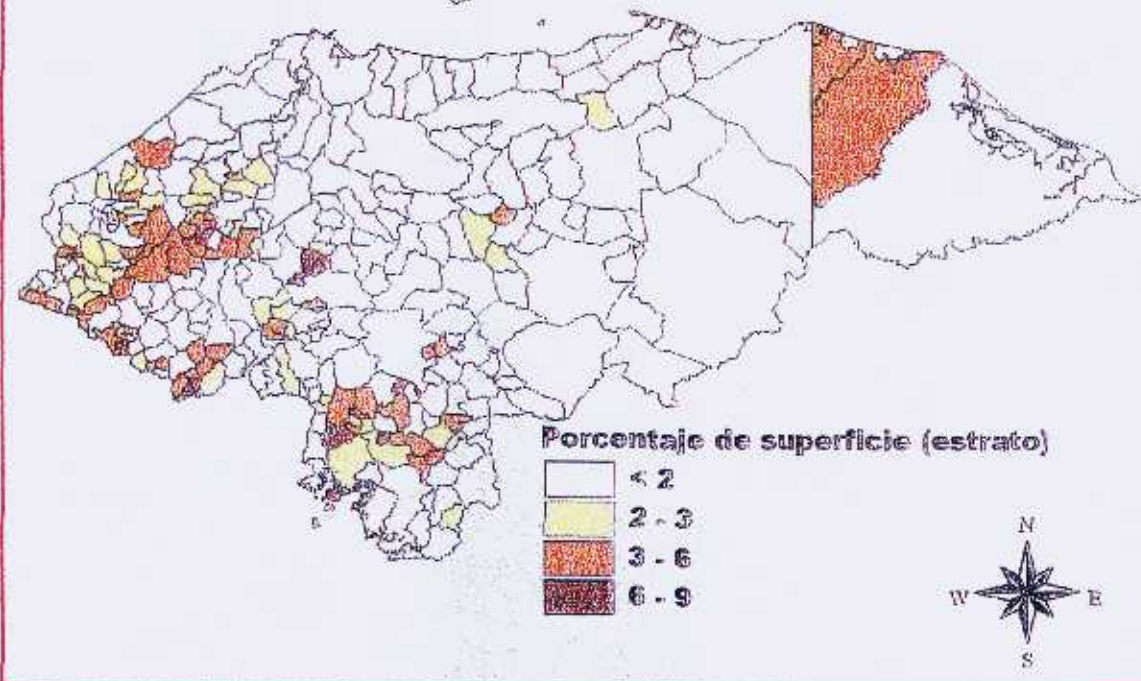 Porcentaje de superficie (estrato)
< 2
2 - 3
3 - 6
6 - 9
N
W E
S